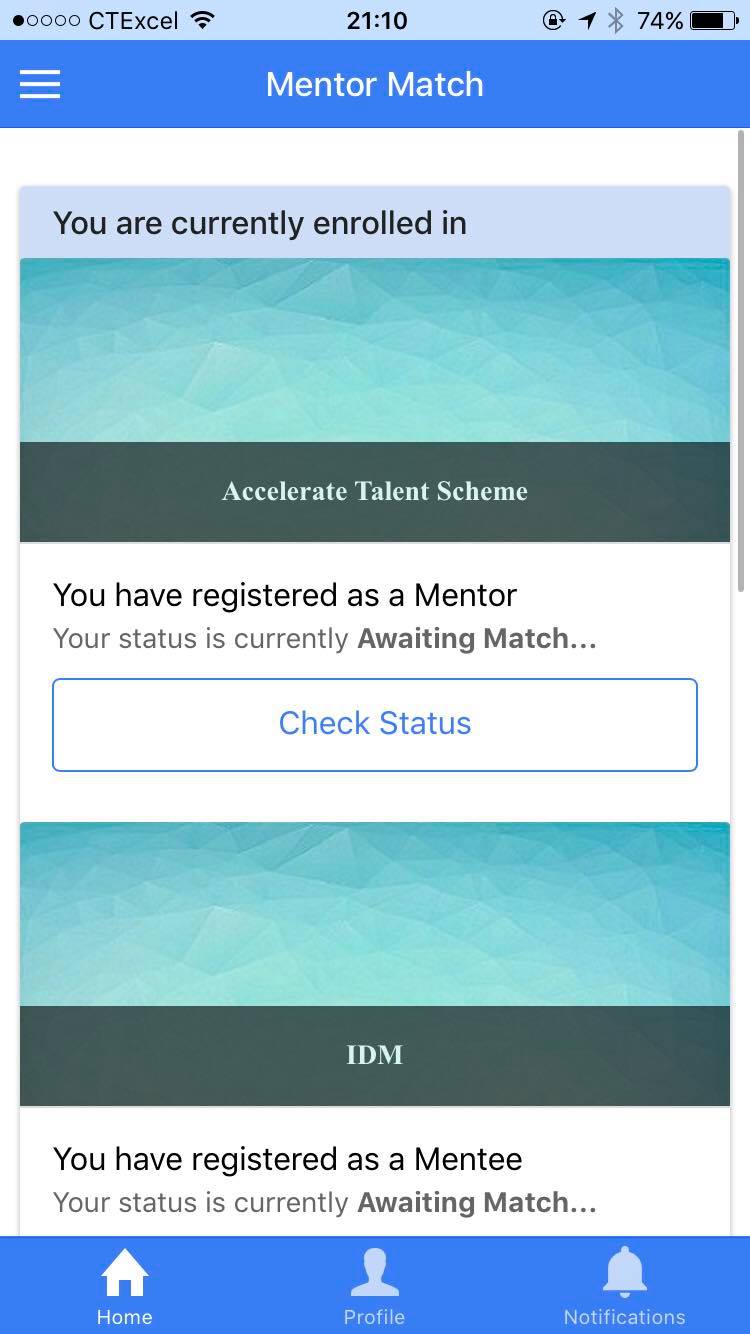 CTExcel 21:10 74%
Mentor Match
You are currently enrolled in
Accelerate Talent Scheme
You have registered as a Mentor
Your status is currently Awaiting Match...
Check Status
IDM
You have registered as a Mentee
Your status is currently Awaiting Match...
Home Profile Notifications